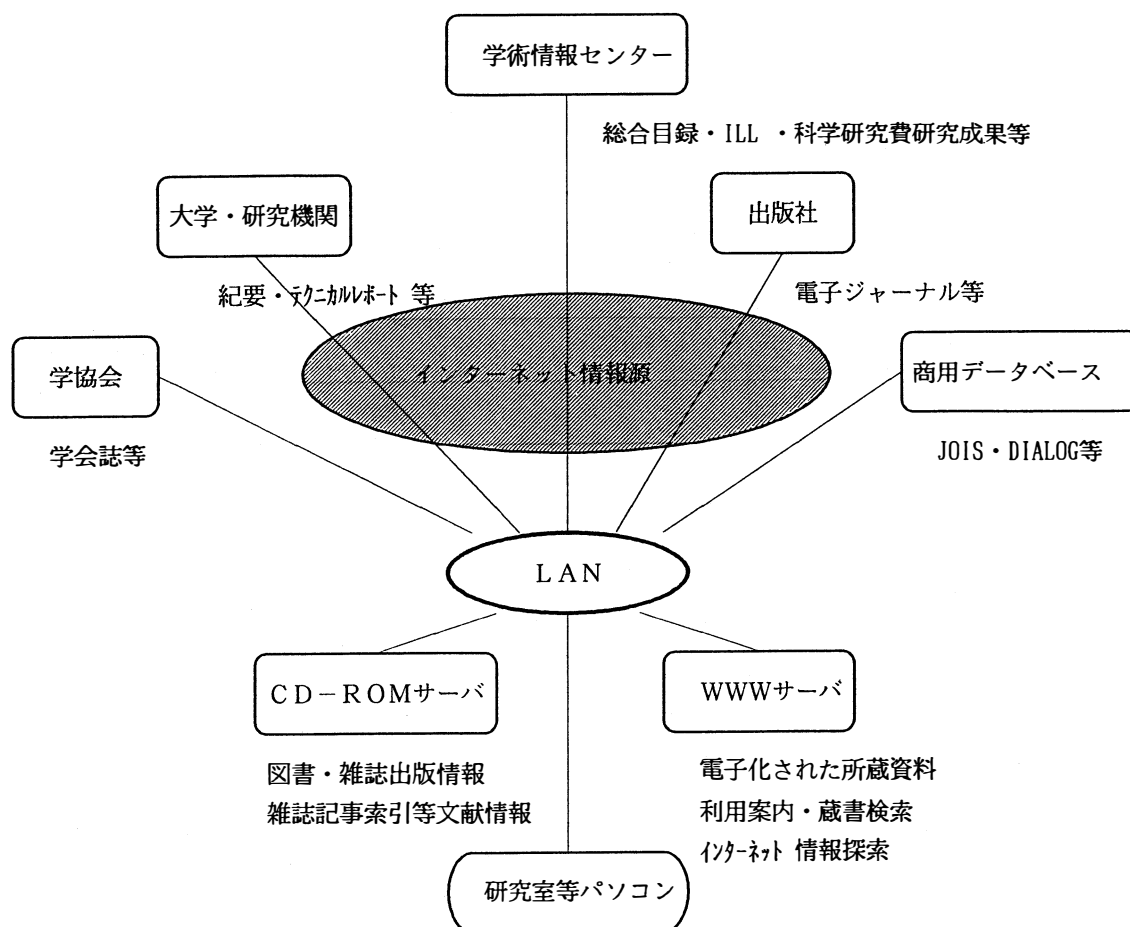 学術情報センター
総合目録・ILL ・科学研究費研究成果等
大学・研究機関
出版社
紀要・ﾃｸﾆｶﾙﾚﾎﾟｰﾄ 等
電子ジャーナル等
学協会
インターネット情報源
商用データベース
学会誌等
JOIS・DIALOG等
LAN
CD－ROMサーバ
WWWサーバ
図書・雑誌出版情報
雑誌記事索引等文献情報
電子化された所蔵資料
利用案内・蔵書検索
ｲﾝﾀｰﾈｯﾄ 情報探索
研究室等パソコン